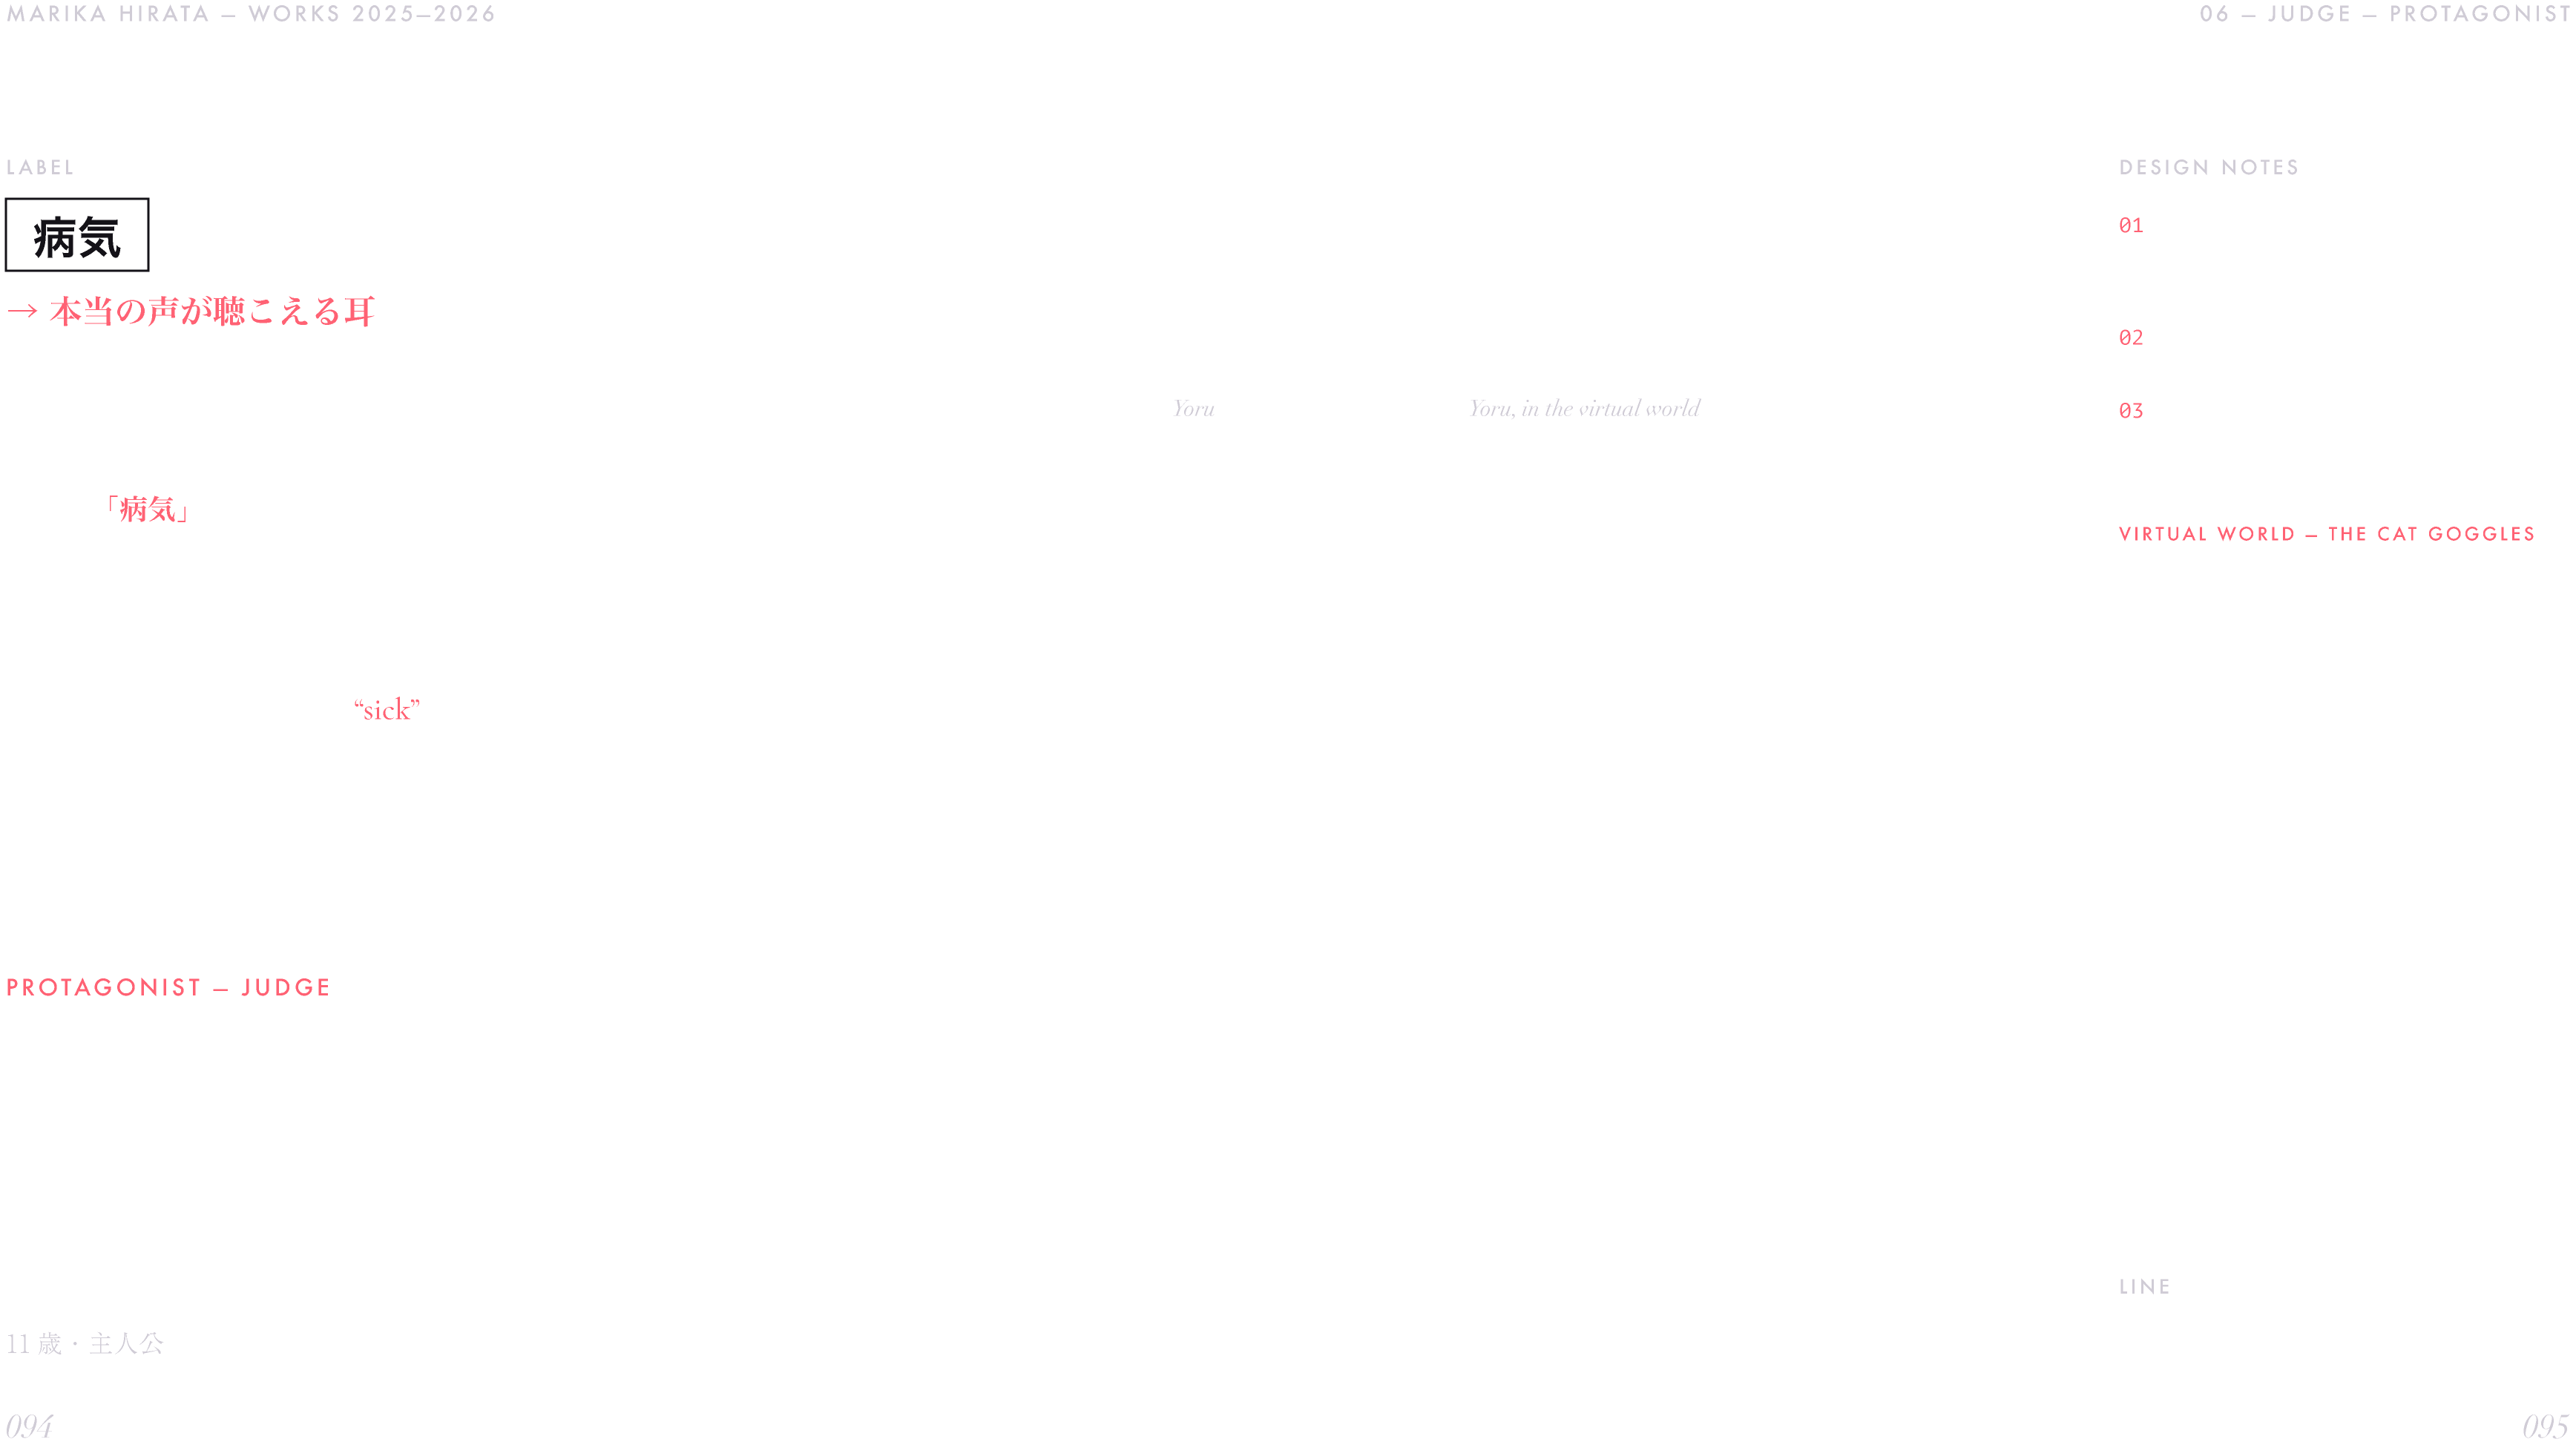 MARIKA HIRATA – WORKS 2025–2026
06 – JUDGE – PROTAGONIST
LABEL
病気
→ 本当の声が聴こえる耳
「病気」
“sick”
PROTAGONIST – JUDGE
11 歳・主人公
094
Yoru
Yoru, in the virtual world
DESIGN NOTES
01
02
03
VIRTUAL WORLD – THE CAT GOGGLES
LINE
095